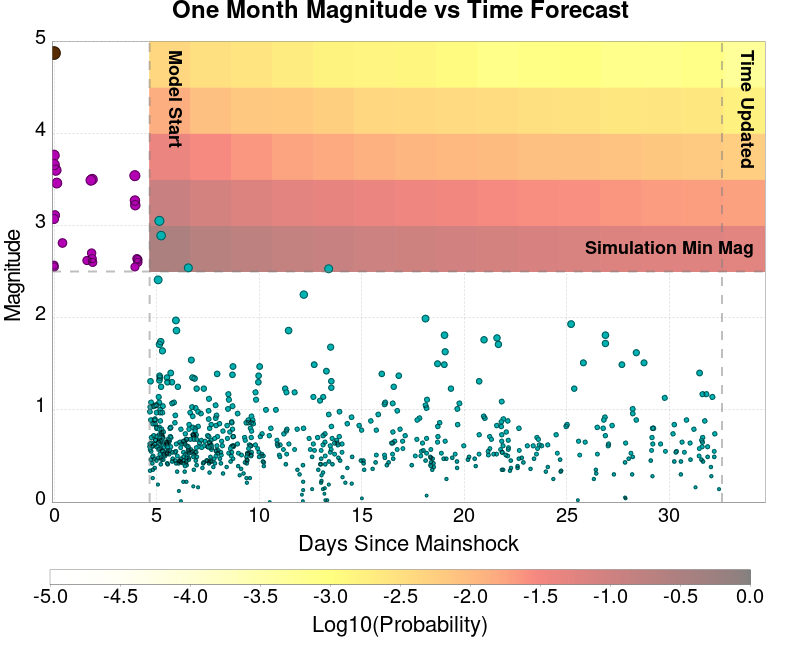 One Month Magnitude vs Time Forecast
5
4
3
2
1
0
Magnitude
Model Start
Time Updated
Simulation Min Mag
0 5 10 15 20 25 30
Days Since Mainshock
-5.0 -4.5 -4.0 -3.5 -3.0 -2.5 -2.0 -1.5 -1.0 -0.5 0.0
Log10(Probability)